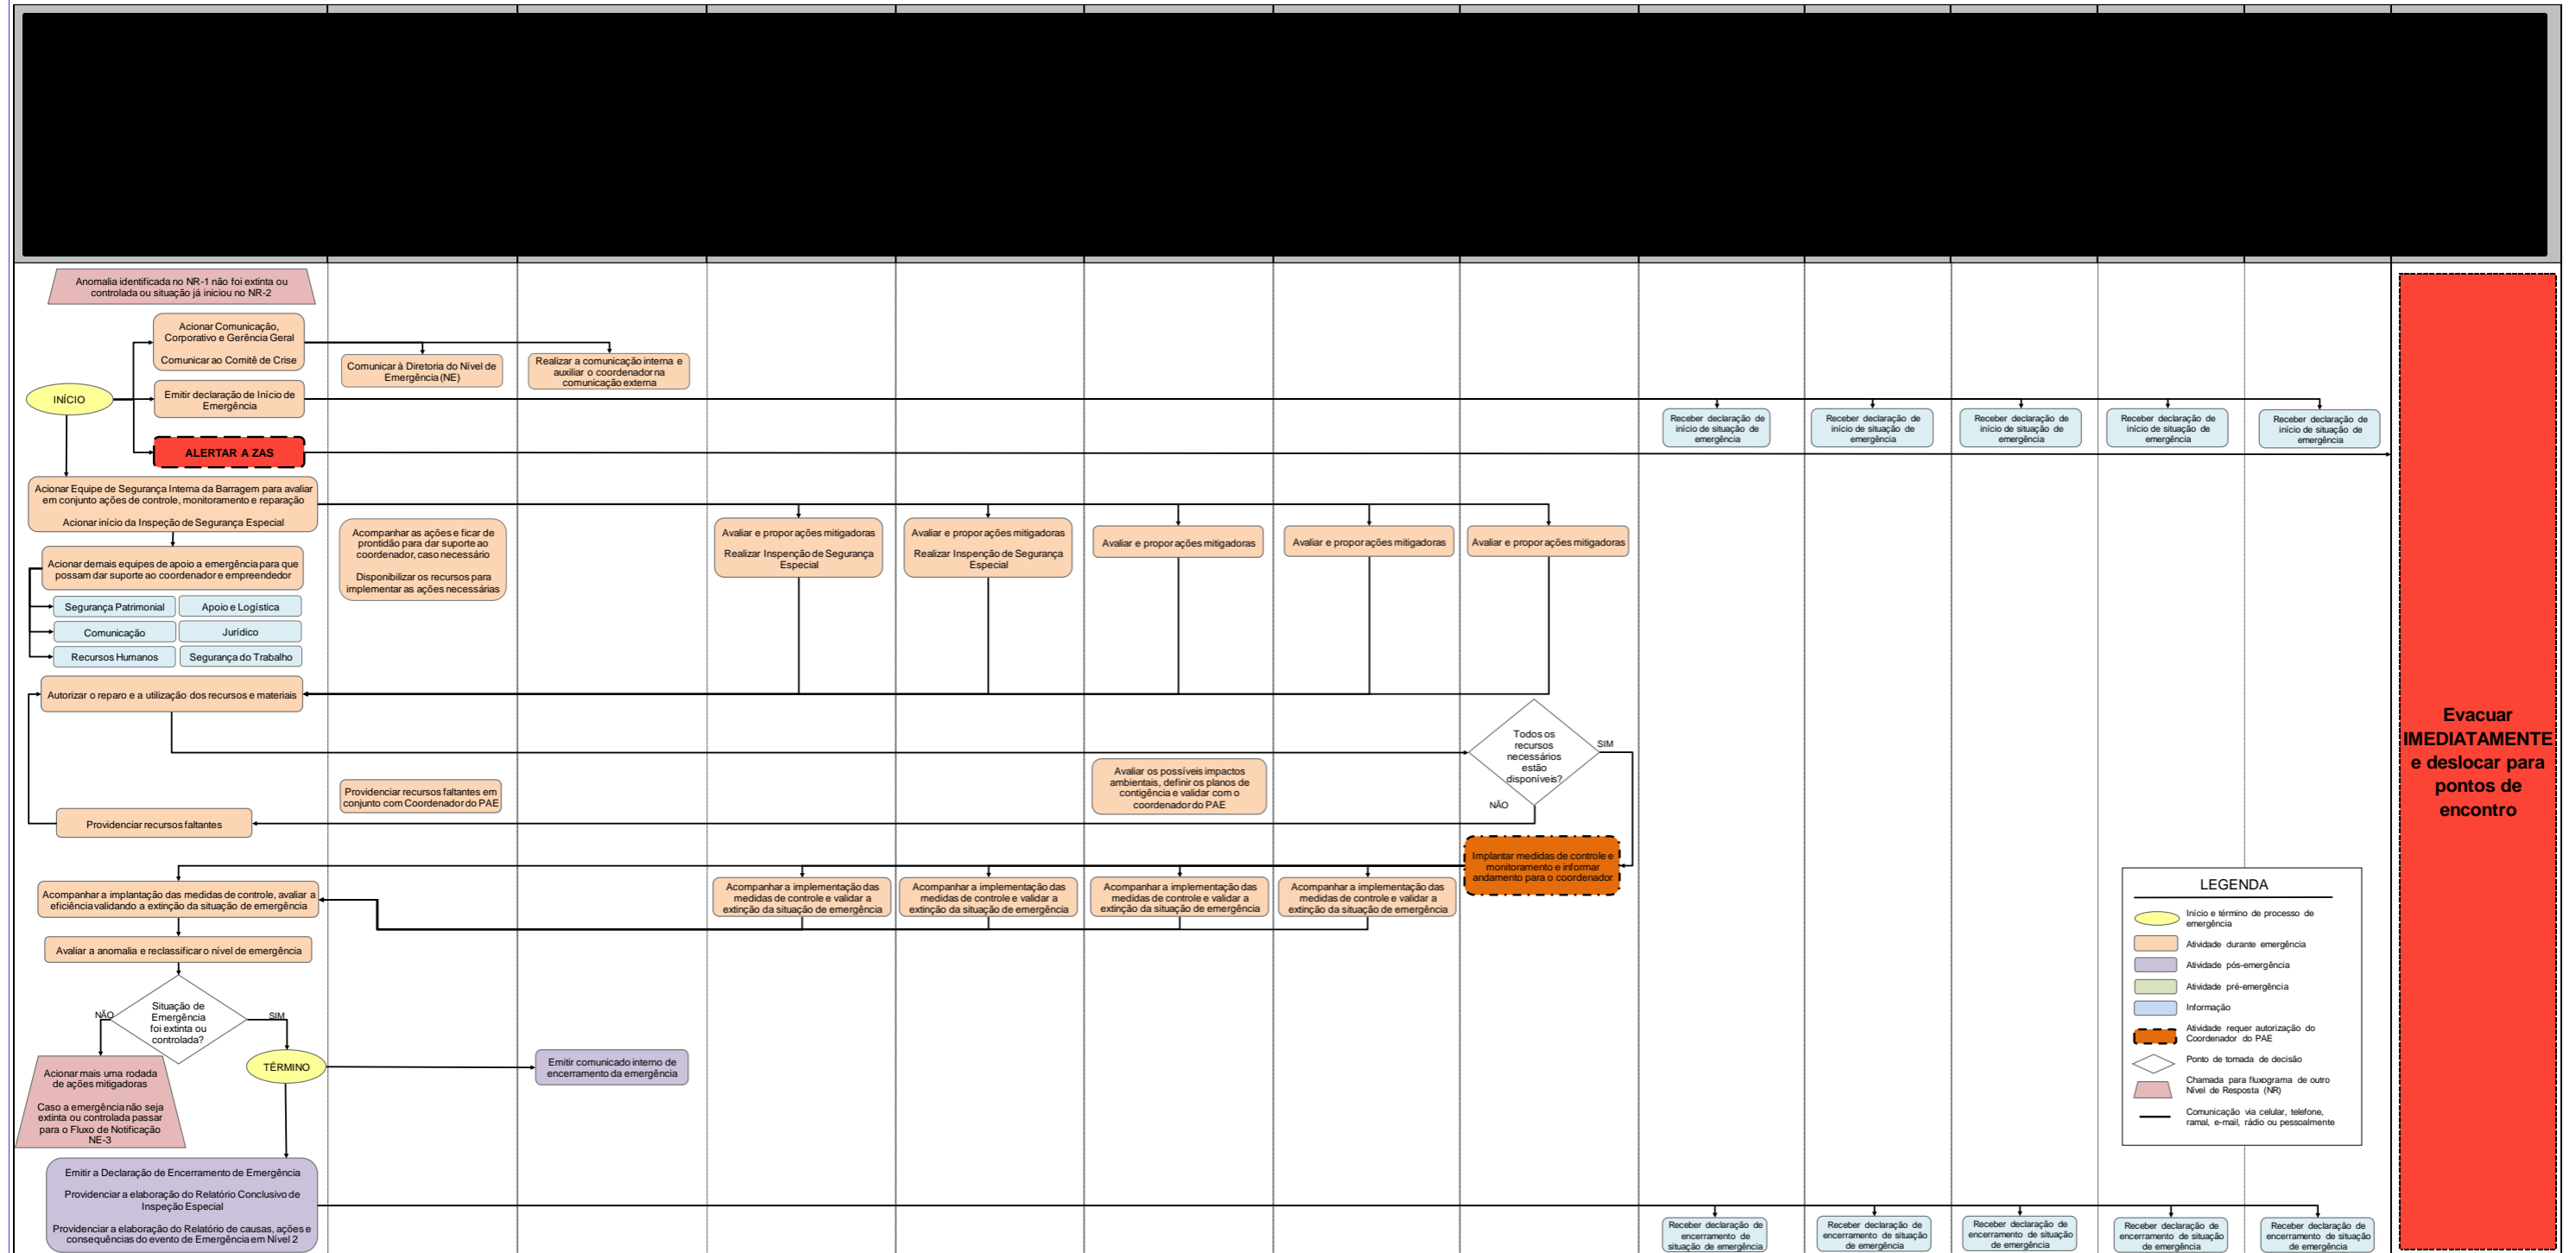 Anomalia identificada no NR-1 não foi extinta ou
controlada ou situação já iniciou no NR-2
Acionar Comunicação,
Corporativo e Gerência Geral
Comunicar ao Comitê de Crise
Comunicar à Diretoria do Nível de
Emergência (NE)
Realizar a comunicação interna e
auxiliar o coordenador na
comunicação externa
INÍCIO
Emitir declaração de Início de
Emergência
Receber declaração de
início de situação de
emergência
Receber declaração de
início de situação de
emergência
Receber declaração de
início de situação de
emergência
Receber declaração de
início de situação de
emergência
Receber declaração de
início de situação de
emergência
ALERTAR A ZAS
Acionar Equipe de Segurança Interna da Barragem para avaliar
em conjunto ações de controle, monitoramento e reparação
Acionar início da Inspeção de Segurança Especial
Acompanhar as ações e ficar de
prontidão para dar suporte ao
coordenador, caso necessário
Disponibilizar os recursos para
implementar as ações necessárias
Avaliar e propor ações mitigadoras
Realizar Inspenção de Segurança
Especial
Avaliar e propor ações mitigadoras
Realizar Inspenção de Segurança
Especial
Avaliar e propor ações mitigadoras
Avaliar e propor ações mitigadoras
Avaliar e propor ações mitigadoras
Acionar demais equipes de apoio a emergência para que
possam dar suporte ao coordenador e empreendedor
Segurança Patrimonial
Apoio e Logística
Comunicação
Jurídico
Recursos Humanos
Segurança do Trabalho
Autorizar o reparo e a utilização dos recursos e materiais
Todos os
recursos
necessários
estão
disponíveis?
SIM
NÃO
Avaliar os possíveis impactos
ambientais, definir os planos de
contigência e validar com o
coordenador do PAE
Providenciar recursos faltantes em
conjunto com Coordenador do PAE
Providenciar recursos faltantes
Implantar medidas de controle e
monitoramento e informar
andamento para o coordenador
Acompanhar a implantação das medidas de controle, avaliar a
eficiência validando a extinção da situação de emergência
Acompanhar a implementação das
medidas de controle e validar a
extinção da situação de emergência
Acompanhar a implementação das
medidas de controle e validar a
extinção da situação de emergência
Acompanhar a implementação das
medidas de controle e validar a
extinção da situação de emergência
Acompanhar a implementação das
medidas de controle e validar a
extinção da situação de emergência
Avaliar a anomalia e reclassificar o nível de emergência
Situação de
Emergência
foi extinta ou
controlada?
NÃO
SIM
TÉRMINO
Emitir comunicado interno de
encerramento da emergência
Acionar mais uma rodada
de ações mitigadoras
Caso a emergência não seja
extinta ou controlada passar
para o Fluxo de Notificação
NE-3
Emitir a Declaração de Encerramento de Emergência
Providenciar a elaboração do Relatório Conclusivo de
Inspeção Especial
Providenciar a elaboração do Relatório de causas, ações e
consequências do evento de Emergência em Nível 2
Receber declaração de
encerramento de
situação de emergência
Receber declaração de
encerramento de situação
de emergência
Receber declaração de
encerramento de situação
de emergência
Receber declaração de
encerramento de situação
de emergência
Receber declaração de
encerramento de situação
de emergência
LEGENDA
Início e término de processo de
emergência
Atividade durante emergência
Atividade pós-emergência
Atividade pré-emergência
Informação
Atividade requer autorização do
Coordenador do PAE
Ponto de tomada de decisão
Chamada para fluxograma de outro
Nível de Resposta (NR)
Comunicação via celular, telefone,
ramal, e-mail, rádio ou pessoalmente
Evacuar
IMEDIATAMENTE
e deslocar para
pontos de
encontro